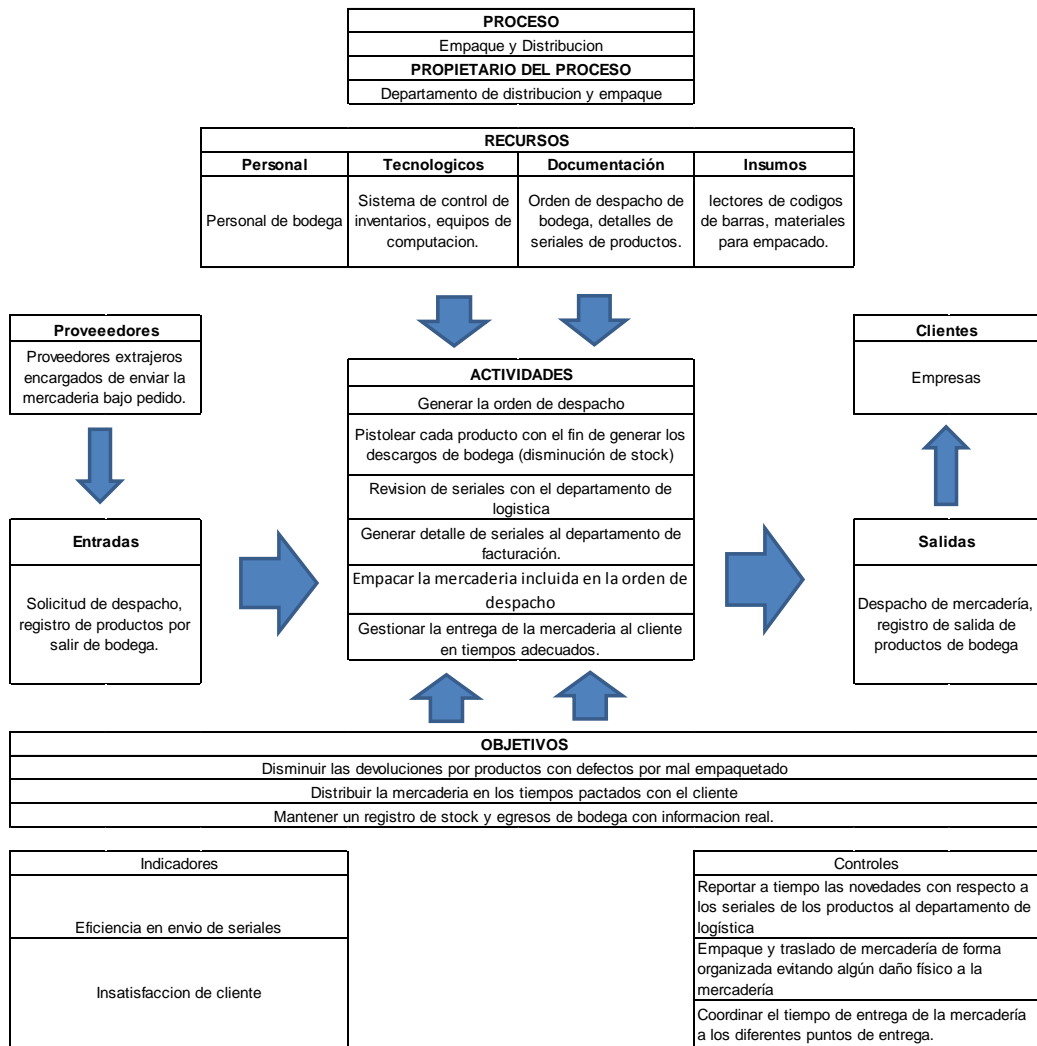 PROCESO
Empaque y Distribucion
PROPIETARIO DEL PROCESO
Departamento de distribucion y empaque
RECURSOS
Personal
Tecnologicos
Documentación
Insumos
Personal de bodega
Sistema de control de
inventarios, equipos de
computacion.
Orden de despacho de
bodega, detalles de
seriales de productos.
lectores de codigos
de barras, materiales
para empacado.
Proveeedores
Proveedores extrajeros
encargados de enviar la
mercaderia bajo pedido.
Clientes
Empresas
ACTIVIDADES
Generar la orden de despacho
Pistolear cada producto con el fin de generar los
descargos de bodega (disminución de stock)
Revision de seriales con el departamento de
logistica
Generar detalle de seriales al departamento de
facturación.
Empacar la mercaderia incluida en la orden de
despacho
Gestionar la entrega de la mercaderia al cliente
en tiempos adecuados.
Entradas
Solicitud de despacho,
registro de productos por
salir de bodega.
Salidas
Despacho de mercadería,
registro de salida de
productos de bodega
OBJETIVOS
Disminuir las devoluciones por productos con defectos por mal empaquetado
Distribuir la mercaderia en los tiempos pactados con el cliente
Mantener un registro de stock y egresos de bodega con informacion real.
Indicadores
Eficiencia en envio de seriales
Insatisfaccion de cliente
Controles
Reportar a tiempo las novedades con respecto a
los seriales de los productos al departamento de
logística
Empaque y traslado de mercadería de forma
organizada evitando algún daño físico a la
mercadería
Coordinar el tiempo de entrega de la mercadería
a los diferentes puntos de entrega.